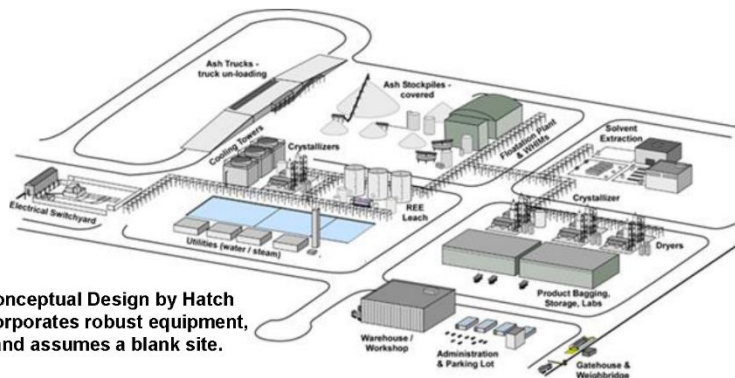 Ash Trucks -
truck un-loading
Ash Stockpiles -
covered
Cooling Towers
Crystallizers
Floatation Plant
& WHIMs
Solvent
Extraction
Electrical Switchyard
REE
Leach
Crystallizer
Utilities (water / steam)
Dryers
Product Bagging,
Storage, Labs
onceptual Design by Hatch
orporates robust equipment,
and assumes a blank site.
Warehouse /
Workshop
Administration
& Parking Lot
Gatehouse &
Weighbridge